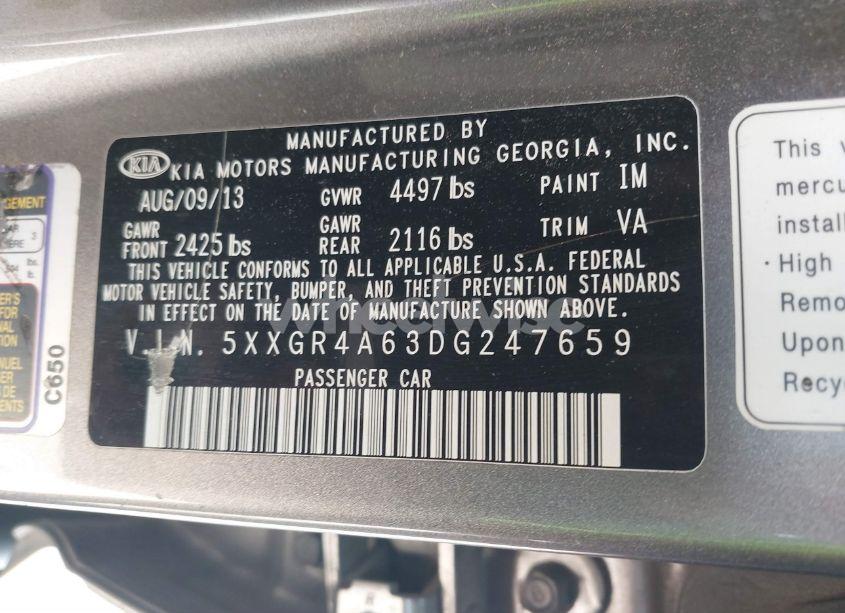 MANUFACTURED BY
KIA KIA MOTORS MANUFACTURING GEORGIA, INC.
AUG/09/13 GVWR 4497 lbs PAINT IM
GAWR FRONT 2425 lbs GAWR REAR 2116 lbs TRIM VA
THIS VEHICLE CONFORMS TO ALL APPLICABLE U.S.A. FEDERAL
MOTOR VEHICLE SAFETY, BUMPER, AND THEFT PREVENTION STANDARDS
IN EFFECT ON THE DATE OF MANUFACTURE SHOWN ABOVE.
V.I.N. 5XXGR4A63DG247659
PASSENGER CAR
C650
This v
mercu
install
· High
Remo
Upon
Recyc
wheelwise